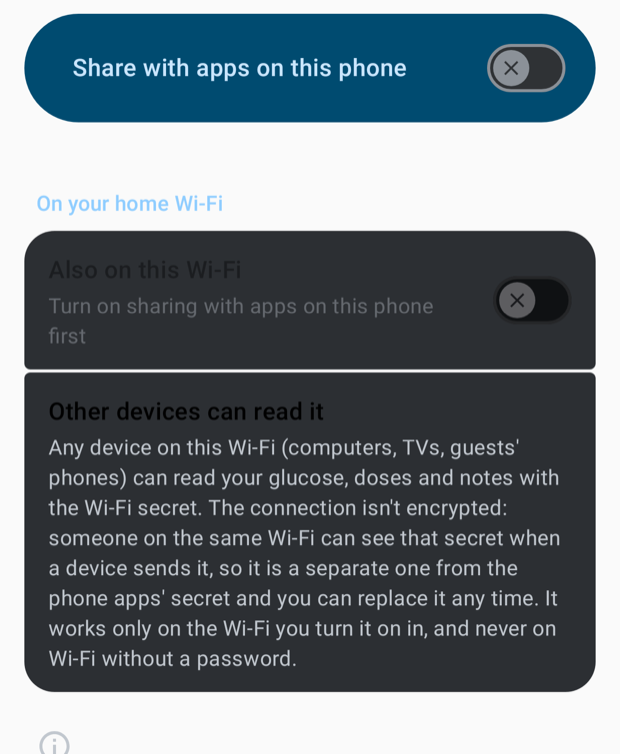 Share with apps on this phone
On your home Wi-Fi
Also on this Wi-Fi
Turn on sharing with apps on this phone
first
Other devices can read it
Any device on this Wi-Fi (computers, TVs, guests'
phones) can read your glucose, doses and notes with
the Wi-Fi secret. The connection isn't encrypted:
someone on the same Wi-Fi can see that secret when
a device sends it, so it is a separate one from the
phone apps' secret and you can replace it any time. It
works only on the Wi-Fi you turn it on in, and never on
Wi-Fi without a password.